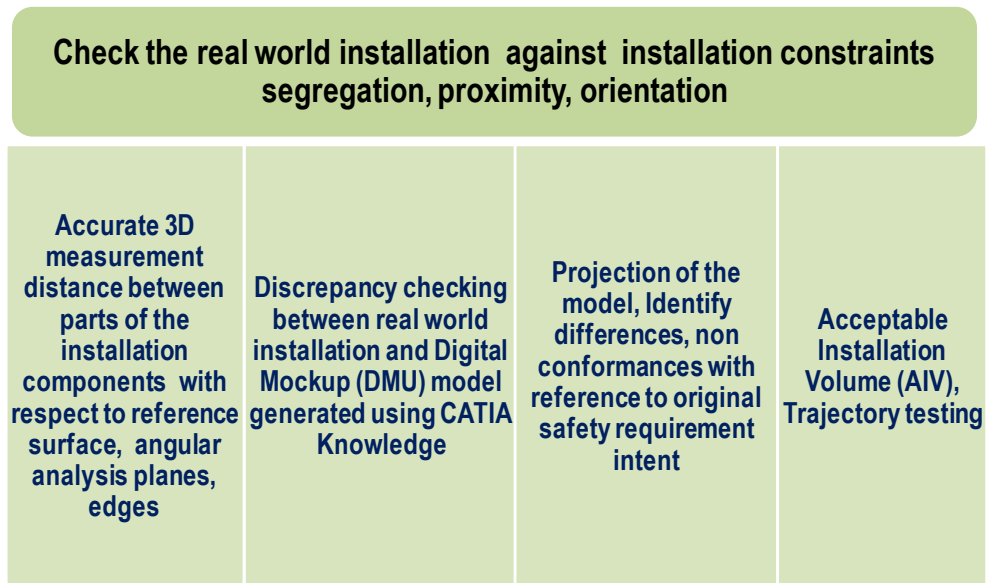 Check the real world installation against installation constraints
segregation, proximity, orientation
Accurate 3D
measurement
distance between
parts of the
installation
components with
respect to reference
surface, angular
analysis planes,
edges
Discrepancy checking
between real world
installation and Digital
Mockup (DMU) model
generated using CATIA
Knowledge
Projection of the
model, Identify
differences, non
conformances with
reference to original
safety requirement
intent
Acceptable
Installation
Volume (AIV),
Trajectory testing